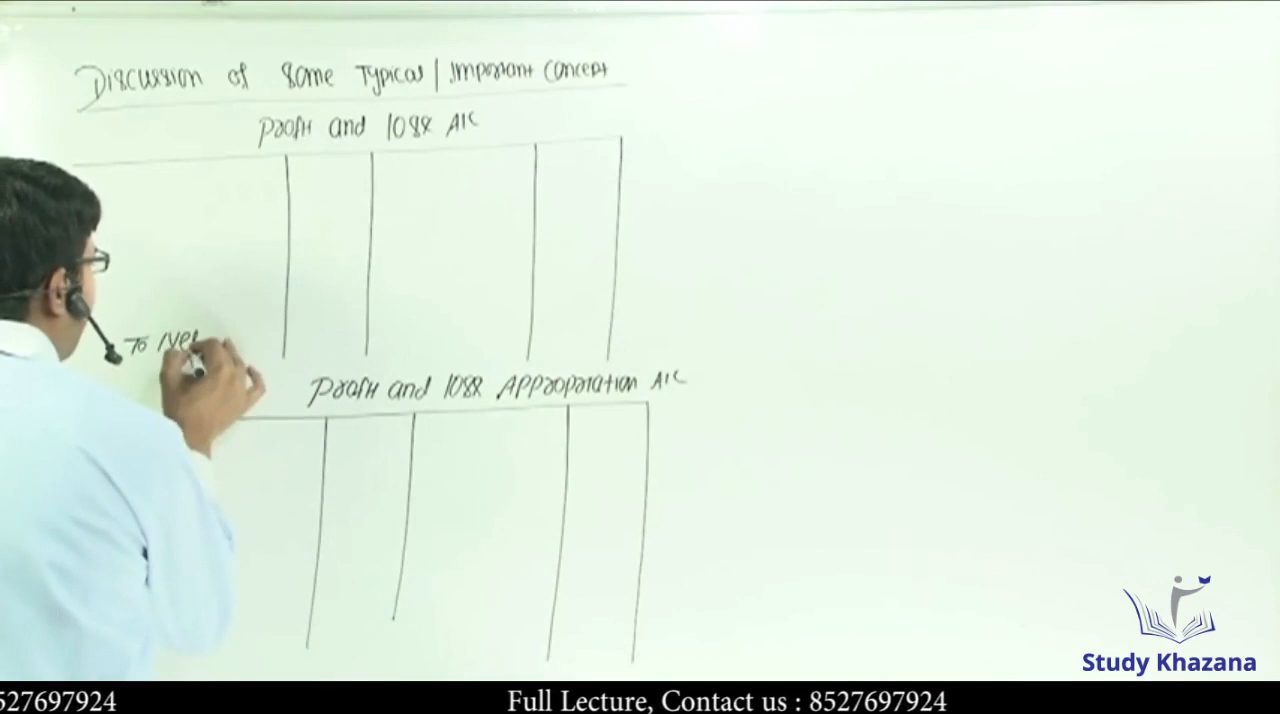 Discussion of some Typical | Important Concept
Profit and loss A/C
To Net
Profit and loss Appropriation A/C
Study Khazana
527697924 Full Lecture, Contact us : 8527697924